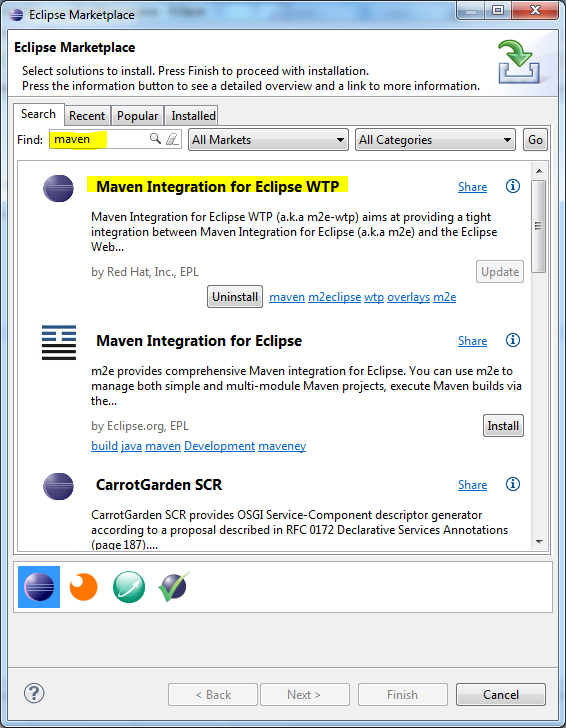 Eclipse Marketplace
Eclipse Marketplace
Select solutions to install. Press Finish to proceed with installation.
Press the information button to see a detailed overview and a link to more information.
Search Recent Popular Installed
Find: maven All Markets All Categories Go
Maven Integration for Eclipse WTP Share
Maven Integration for Eclipse WTP (a.k.a m2e-wtp) aims at providing a tight
integration between Maven Integration for Eclipse (a.k.a m2e) and the Eclipse
Web...
by Red Hat, Inc., EPL Update
Uninstall maven m2eclipse wtp overlays m2e
Maven Integration for Eclipse Share
m2e provides comprehensive Maven integration for Eclipse. You can use m2e to
manage both simple and multi-module Maven projects, execute Maven builds via
the...
by Eclipse.org, EPL Install
build java maven Development maveney
CarrotGarden SCR Share
CarrotGarden SCR provides OSGI Service-Component descriptor generator
according to a proposal described in RFC 0172 Declarative Services Annotations
(page 187)....
? < Back Next > Finish Cancel